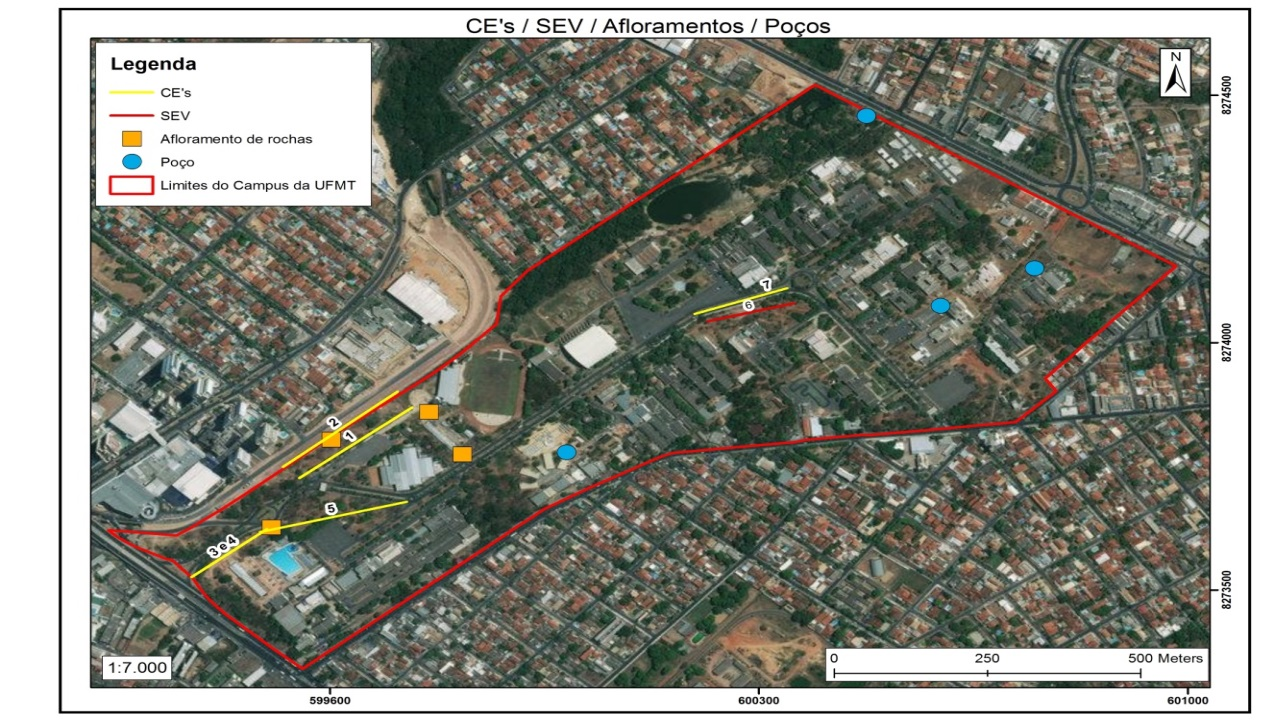 CE's / SEV / Afloramentos / Poços
Legenda
CE's
SEV
Afloramento de rochas
Poço
Limites do Campus da UFMT
N
8274500
8274000
8273500
7
6
2
1
5
3 e 4
1:7.000
0 250 500 Meters
599600 600300 601000